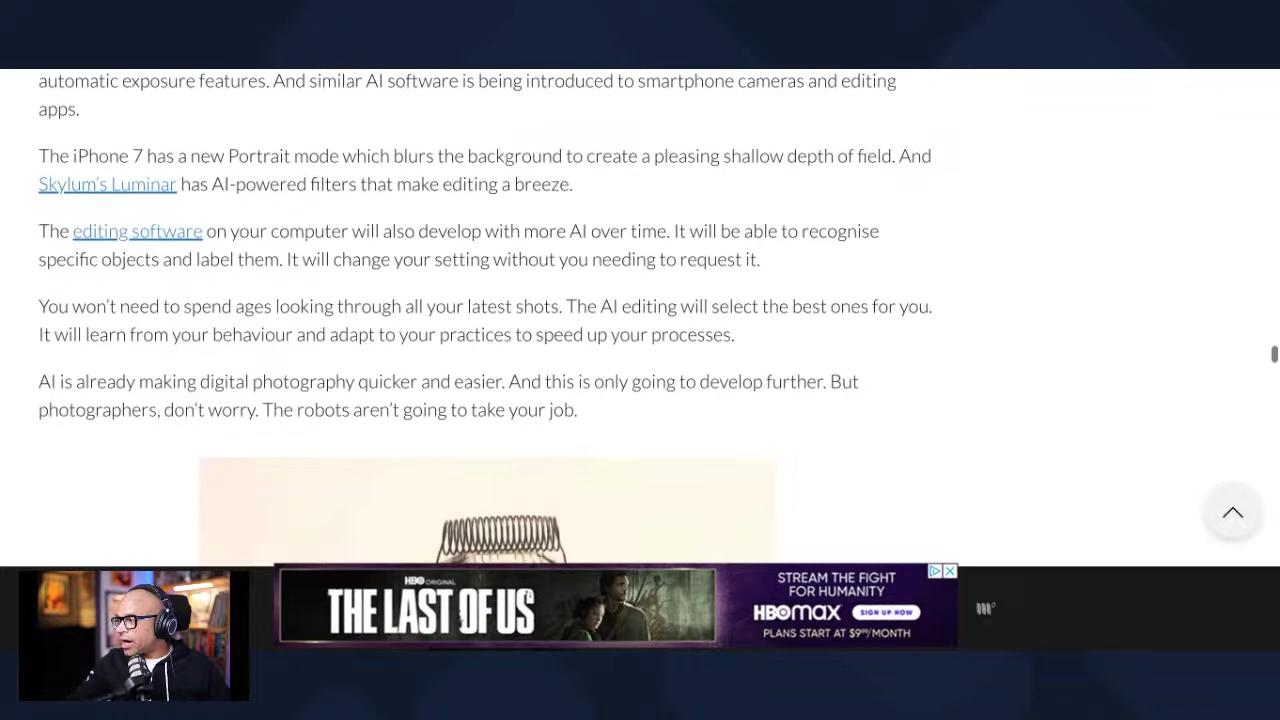 automatic exposure features. And similar AI software is being introduced to smartphone cameras and editing
apps.
The iPhone 7 has a new Portrait mode which blurs the background to create a pleasing shallow depth of field. And
Skylum's Luminar has AI-powered filters that make editing a breeze.
The editing software on your computer will also develop with more AI over time. It will be able to recognise
specific objects and label them. It will change your setting without you needing to request it.
You won't need to spend ages looking through all your latest shots. The AI editing will select the best ones for you.
It will learn from your behaviour and adapt to your practices to speed up your processes.
AI is already making digital photography quicker and easier. And this is only going to develop further. But
photographers, don't worry. The robots aren't going to take your job.
HBO ORIGINAL
THE LAST OF US
STREAM THE FIGHT
FOR HUMANITY
HBOMAX SIGN UP NOW
PLANS START AT $9.99/MONTH